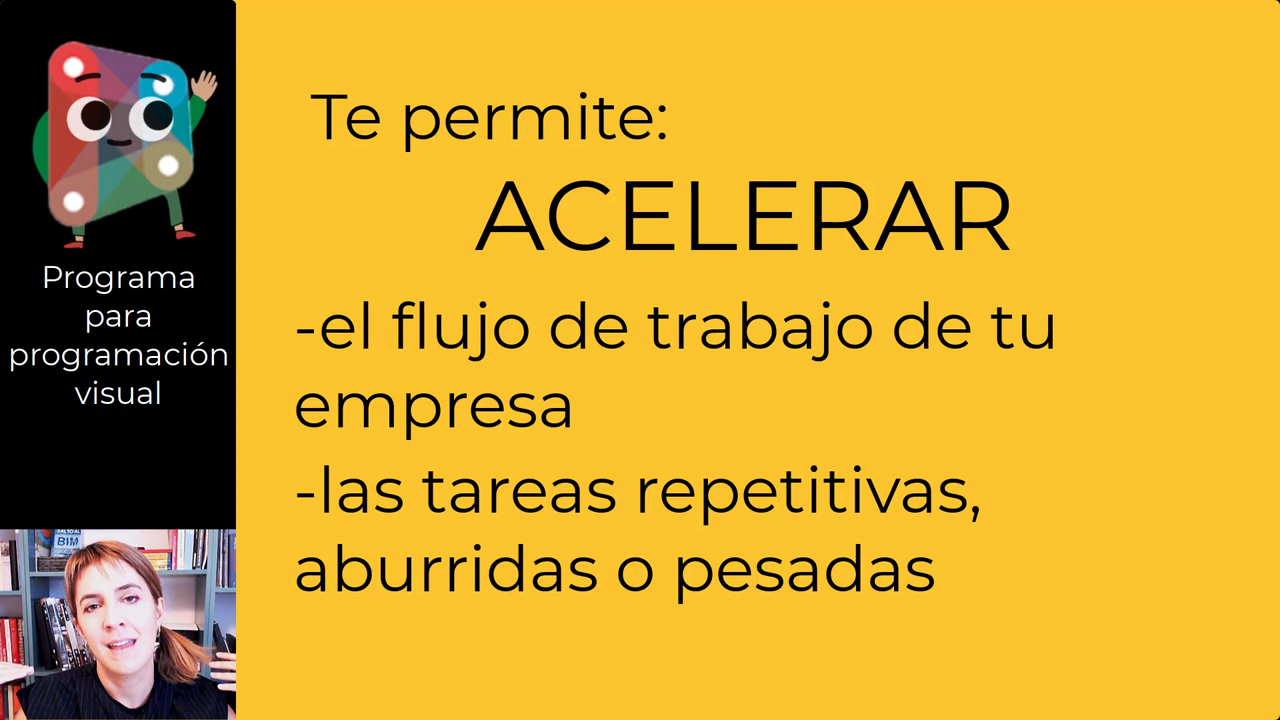 Te permite:
ACELERAR
-el flujo de trabajo de tu
empresa
-las tareas repetitivas,
aburridas o pesadas
Programa
para
programación
visual
BIM